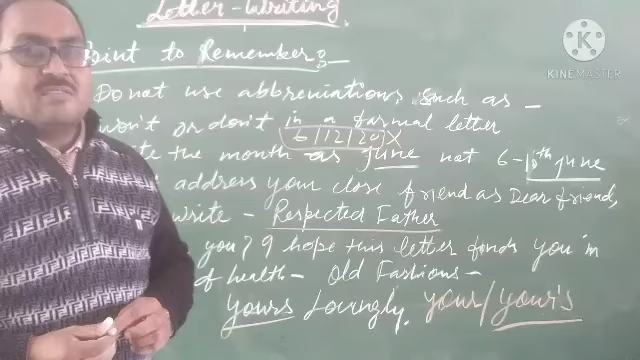 Letter-Writing
Point to Remember :-
KINEMASTER
Do not use abbreviations, such as -
won't or don't in a formal letter
6/12/20 X
the month as June not 6-10th June
address your close friend as Dear friend,
write - Respected Father
you? I hope this letter finds you in
of health - Old Fashions -
Yours Lovingly, your/your's